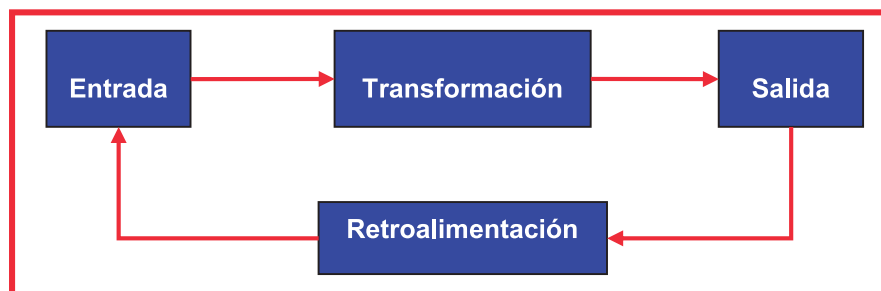 Entrada
Transformación
Salida
Retroalimentación